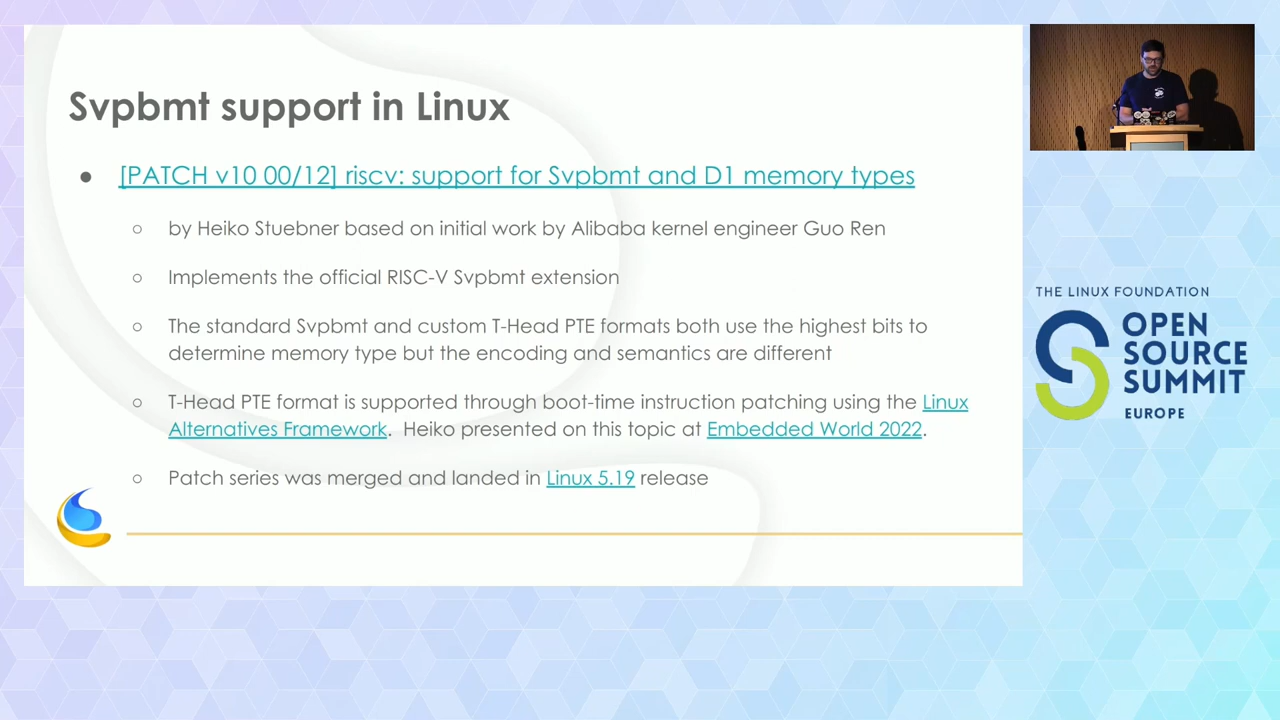 Svpbmt support in Linux
● [PATCH v10 00/12] riscv: support for Svpbmt and D1 memory types
○ by Heiko Stuebner based on initial work by Alibaba kernel engineer Guo Ren
○ Implements the official RISC-V Svpbmt extension
○ The standard Svpbmt and custom T-Head PTE formats both use the highest bits to
determine memory type but the encoding and semantics are different
○ T-Head PTE format is supported through boot-time instruction patching using the Linux
Alternatives Framework. Heiko presented on this topic at Embedded World 2022.
○ Patch series was merged and landed in Linux 5.19 release
THE LINUX FOUNDATION
OPEN
SOURCE
SUMMIT
EUROPE